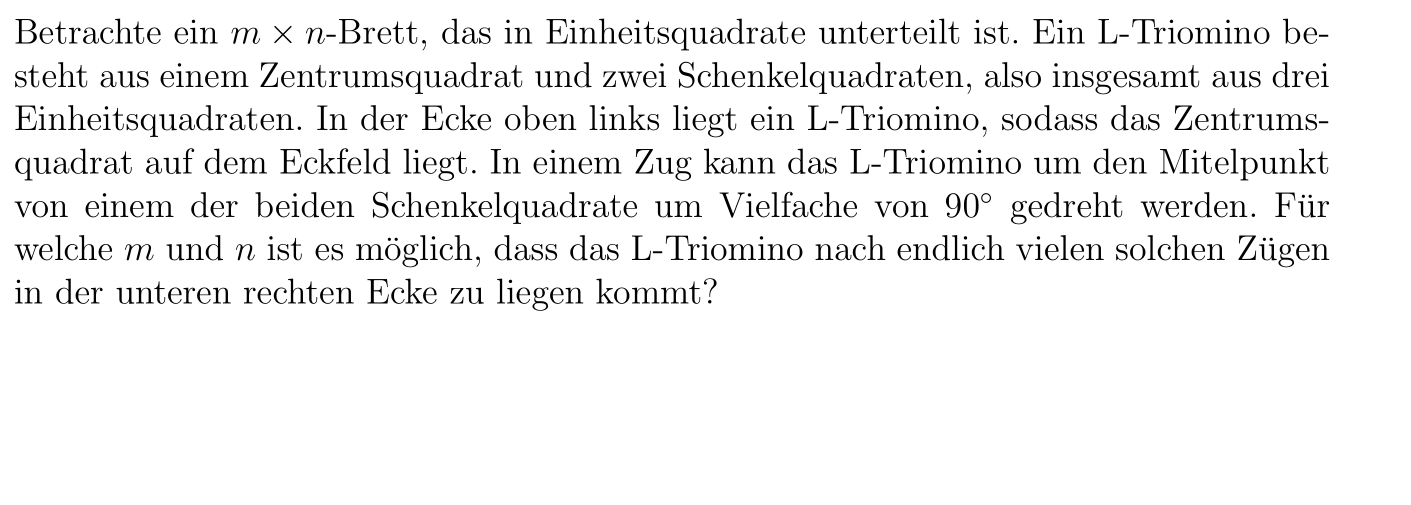 Betrachte ein m × n-Brett, das in Einheitsquadrate unterteilt ist. Ein L-Triomino be-
steht aus einem Zentrumsquadrat und zwei Schenkelquadraten, also insgesamt aus drei
Einheitsquadraten. In der Ecke oben links liegt ein L-Triomino, sodass das Zentrums-
quadrat auf dem Eckfeld liegt. In einem Zug kann das L-Triomino um den Mitelpunkt
von einem der beiden Schenkelquadrate um Vielfache von 90° gedreht werden. Für
welche m und n ist es möglich, dass das L-Triomino nach endlich vielen solchen Zügen
in der unteren rechten Ecke zu liegen kommt?